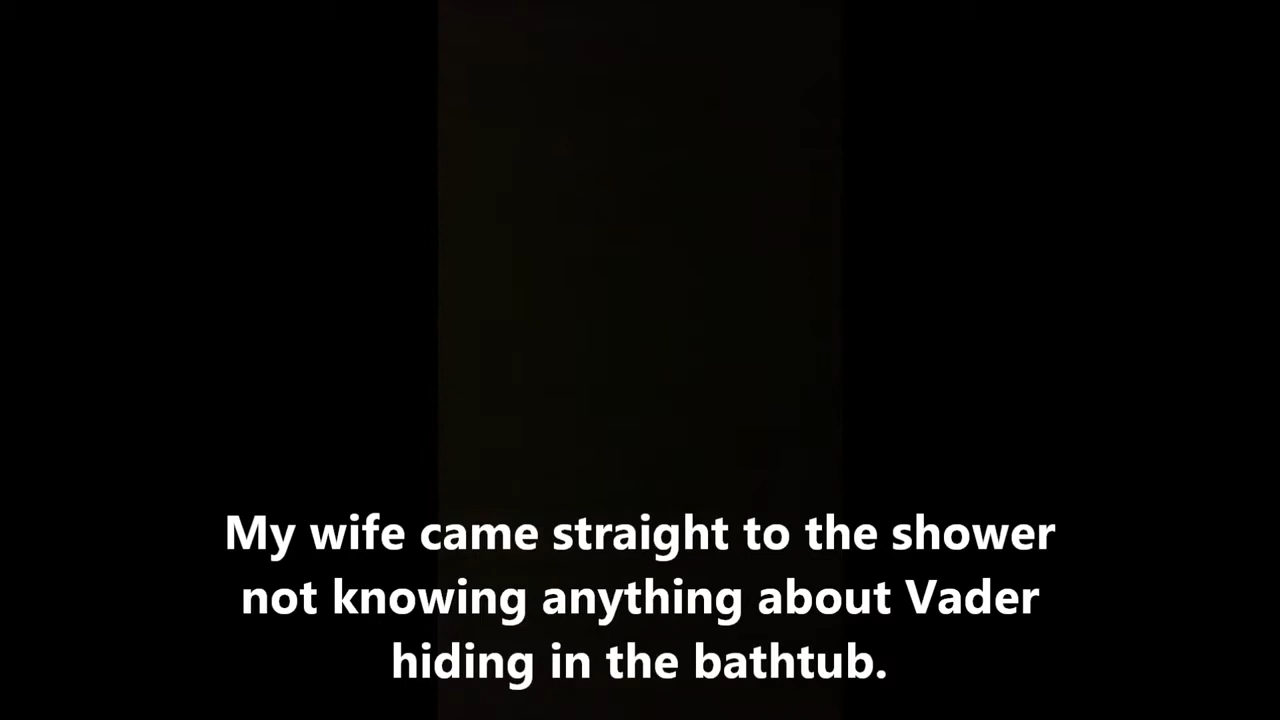 My wife came straight to the shower
not knowing anything about Vader
hiding in the bathtub.